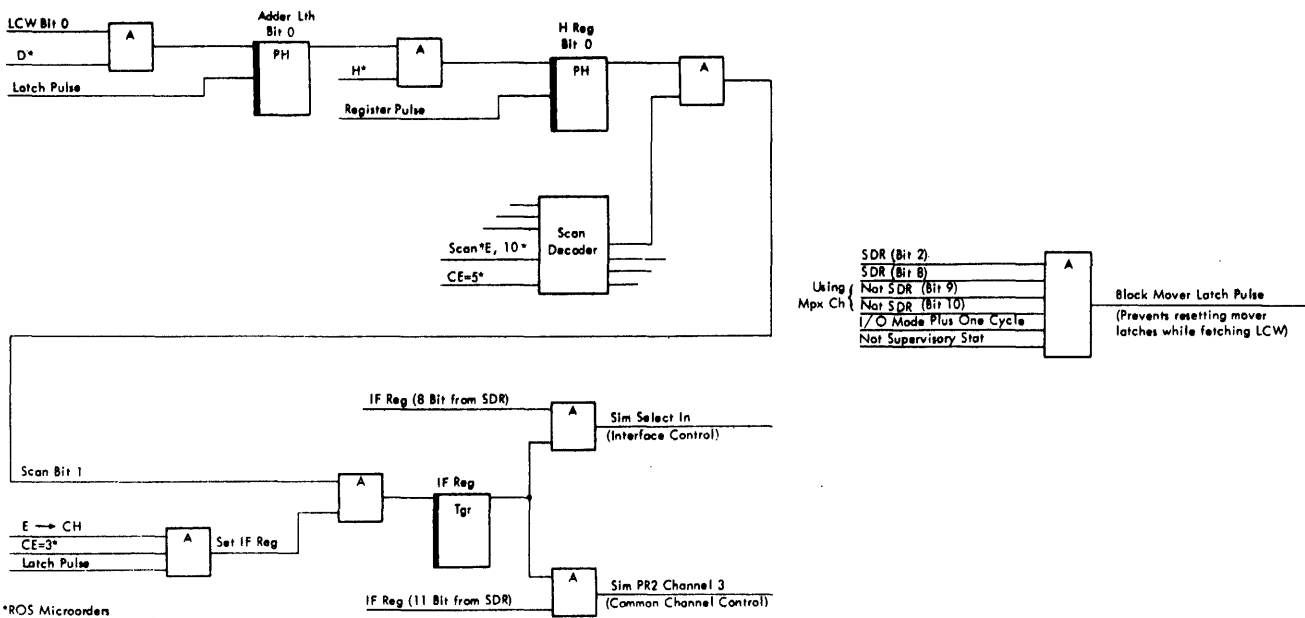 LCW Bit 0
A
D*
Latch Pulse
Adder Lth
Bit 0
PH
A
H*
Register Pulse
H Reg
Bit 0
PH
A
Scan*E, 10*
CE=5*
Scan
Decoder
Using
Mpx Ch
SDR (Bit 2)
SDR (Bit 8)
Not SDR (Bit 9)
Not SDR (Bit 10)
I/O Mode Plus One Cycle
Not Supervisory Stat
A
Block Mover Latch Pulse
(Prevents resetting mover
latches while fetching LCW)
IF Reg (8 Bit from SDR)
A
Sim Select In
(Interface Control)
Scan Bit 1
A
IF Reg
Tgr
E → CH
CE=3*
Latch Pulse
A
Set IF Reg
IF Reg (11 Bit from SDR)
A
Sim PR2 Channel 3
(Common Channel Control)
*ROS Microorders